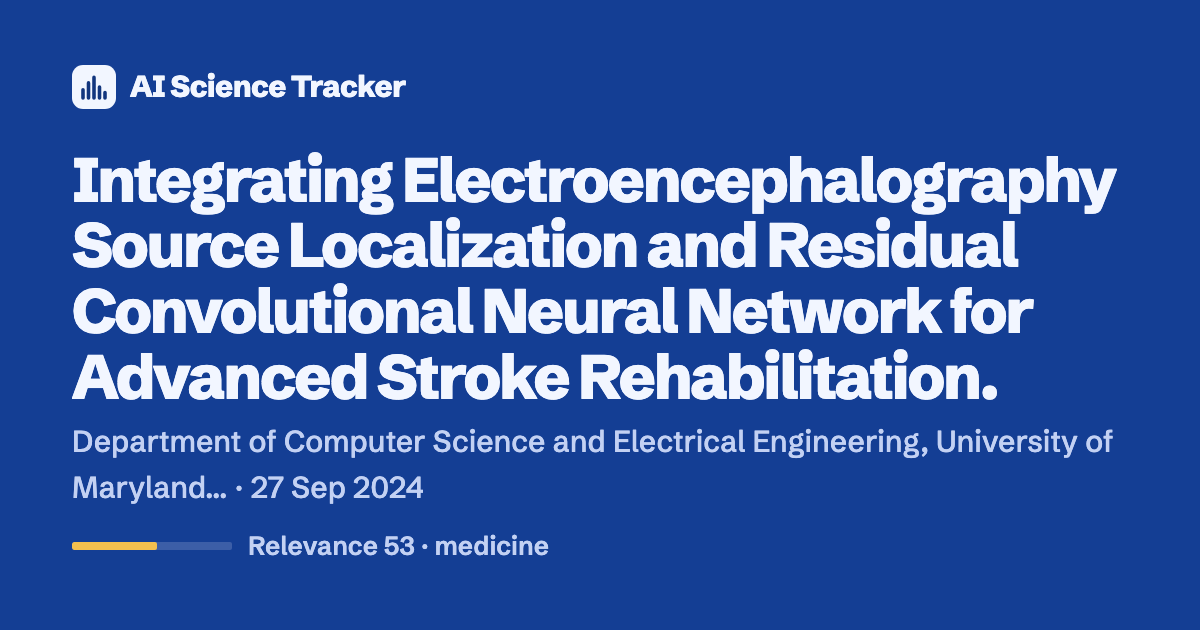 AI Science Tracker
Integrating Electroencephalography
Source Localization and Residual
Convolutional Neural Network for
Advanced Stroke Rehabilitation.
Department of Computer Science and Electrical Engineering, University of
Maryland... · 27 Sep 2024
Relevance 53 · medicine